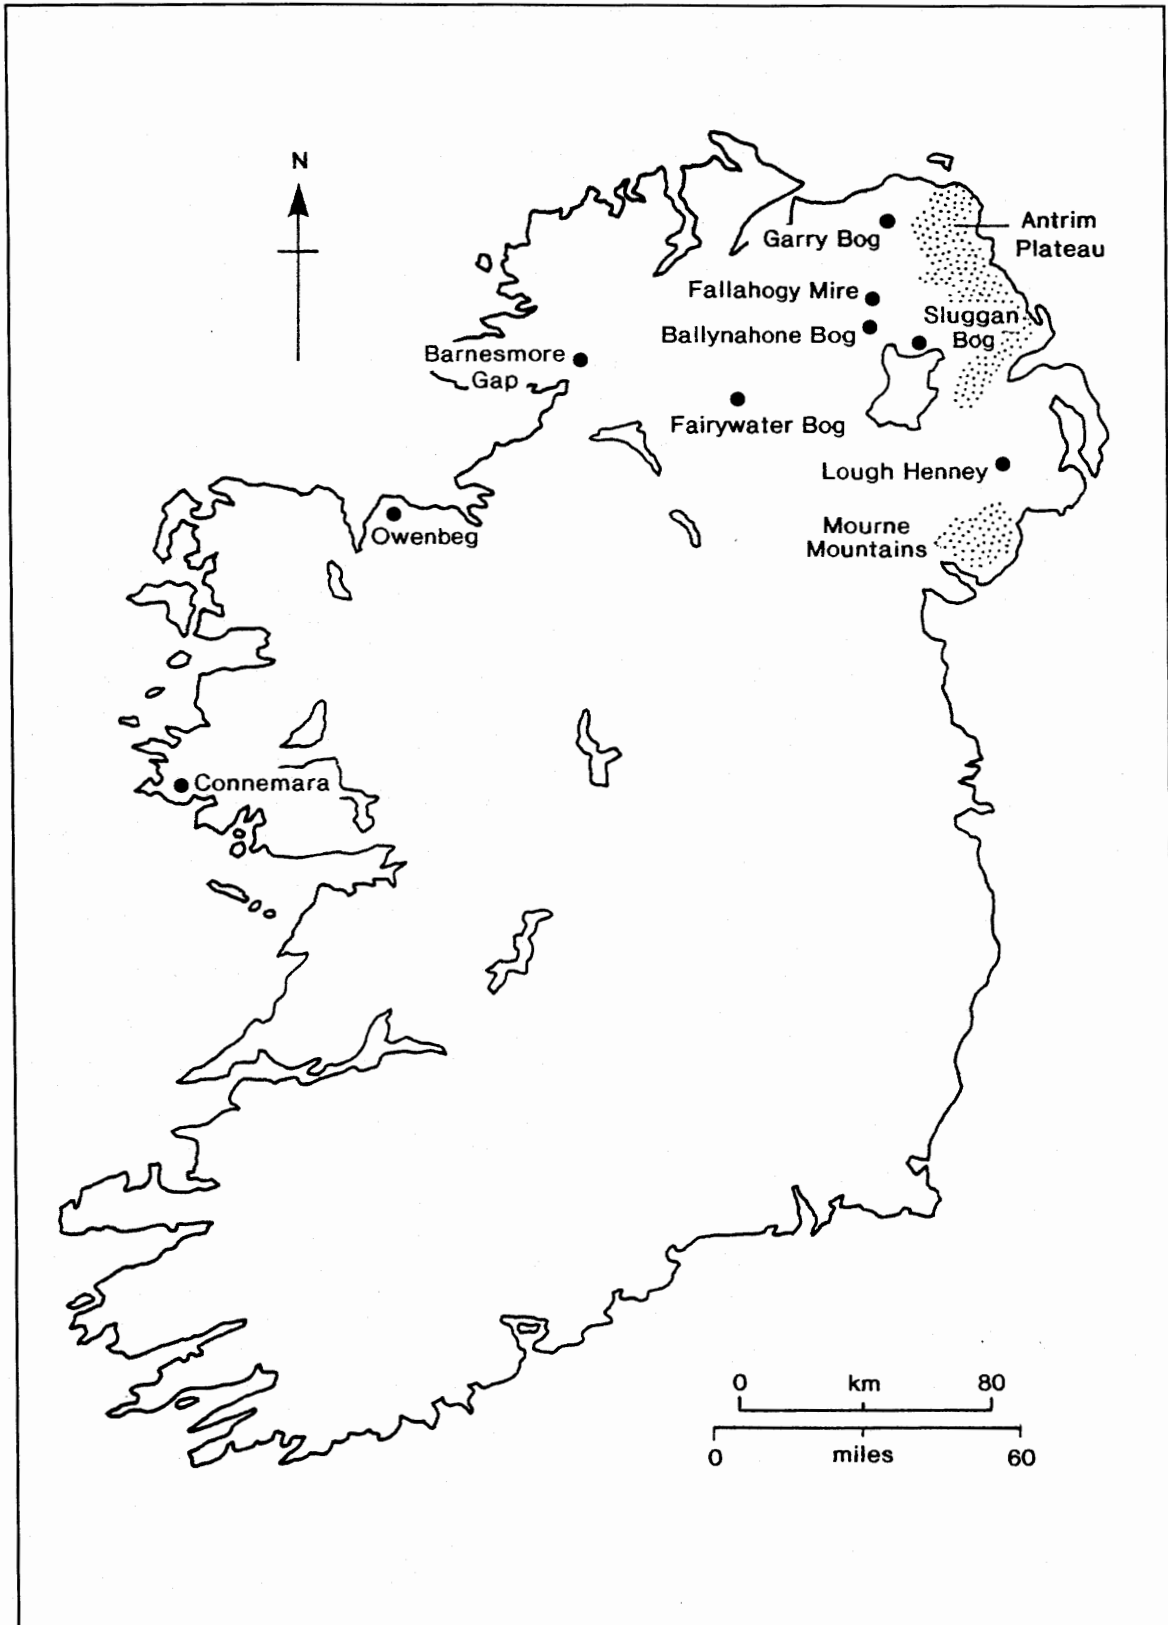 N
Antrim
Plateau
Garry Bog
Fallahogy Mire
Sluggan
Bog
Ballynahone Bog
Barnesmore
Gap
Fairywater Bog
Lough Henney
Mourne
Mountains
Owenbeg
Connemara
0 km 80
0 miles 60